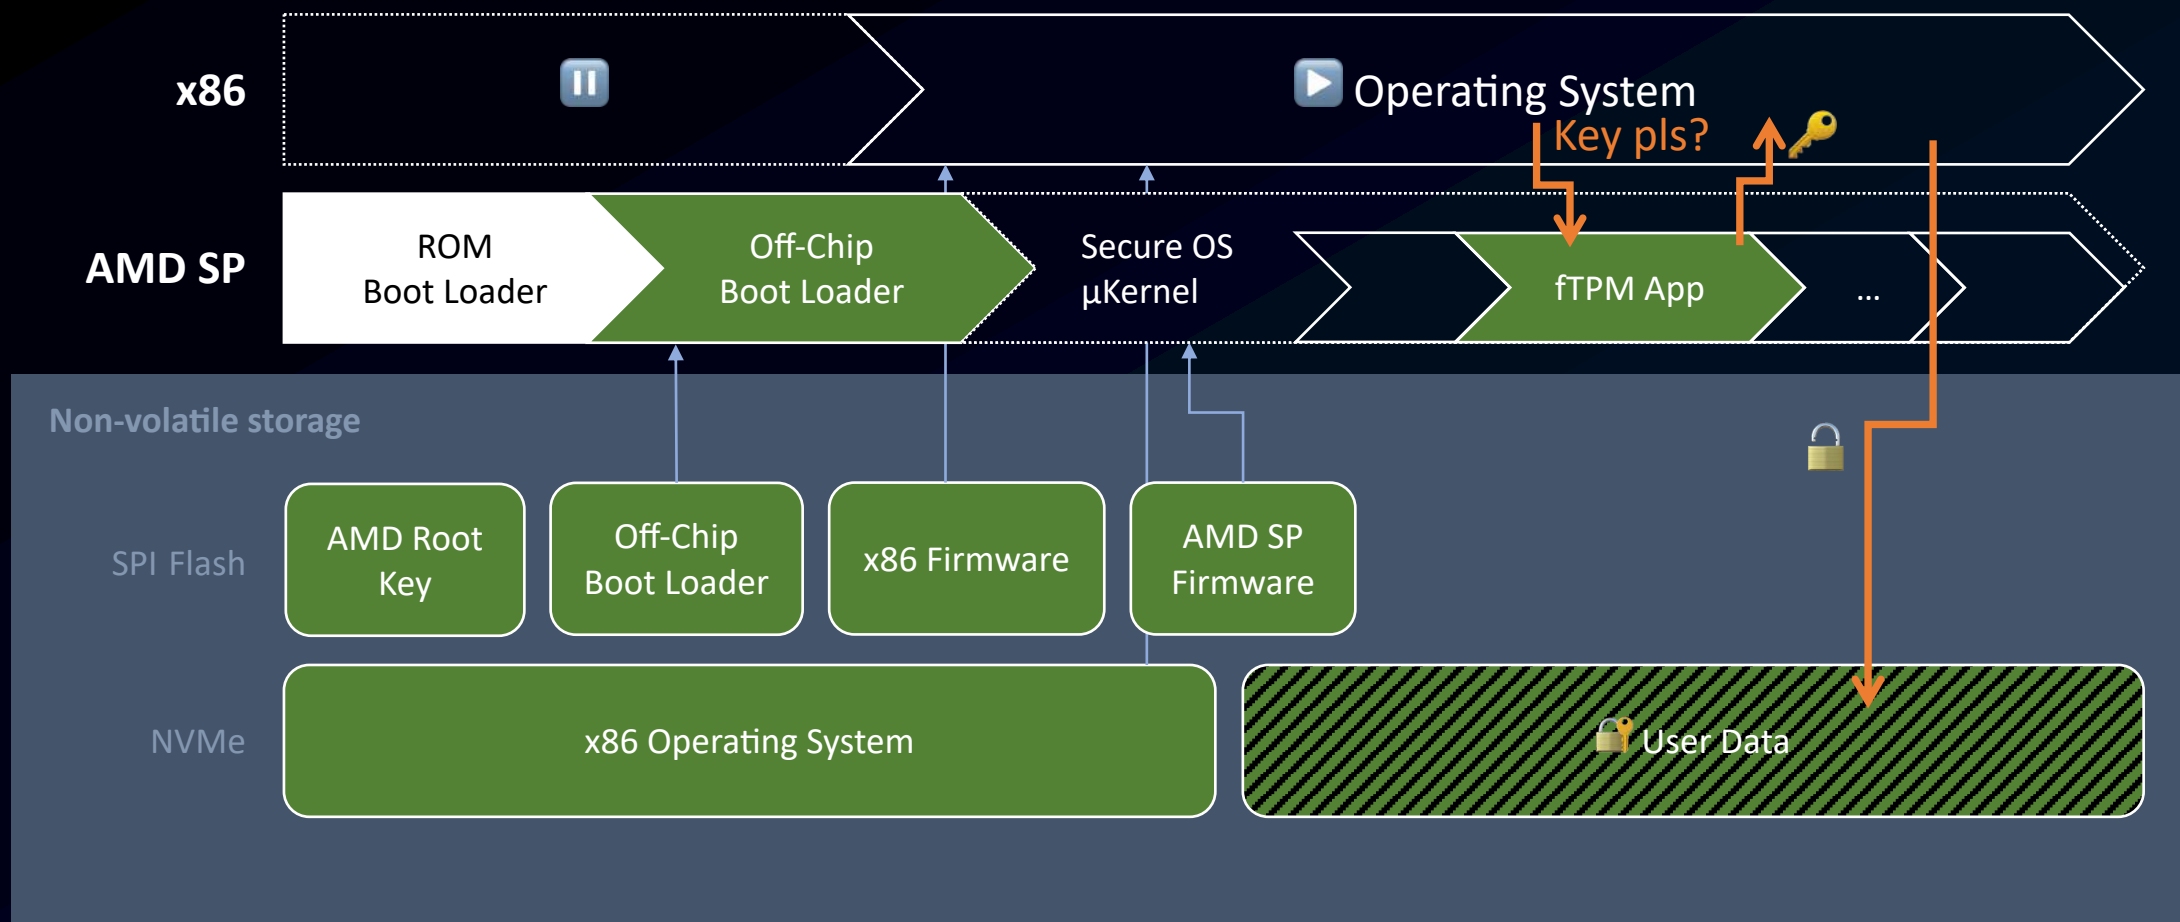 x86
Operating System
Key pls?
AMD SP
ROM
Boot Loader
Off-Chip
Boot Loader
Secure OS
µKernel
fTPM App
...
Non-volatile storage
SPI Flash
AMD Root
Key
Off-Chip
Boot Loader
x86 Firmware
AMD SP
Firmware
NVMe
x86 Operating System
User Data